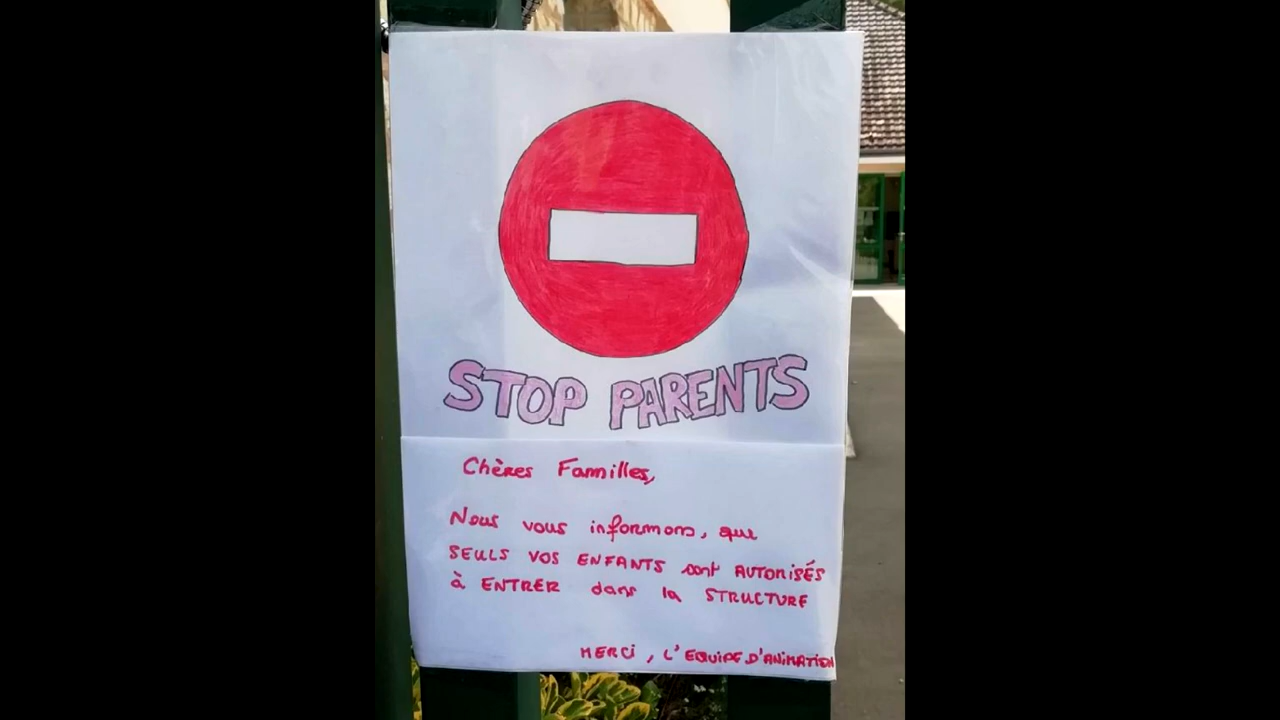 STOP PARENTS
Chères Familles,
Nous vous informons, que
SEULS VOS ENFANTS sont AUTORISÉS
à ENTRER dans la STRUCTURE
MERCI, L'EQUIPE D'ANIMATION